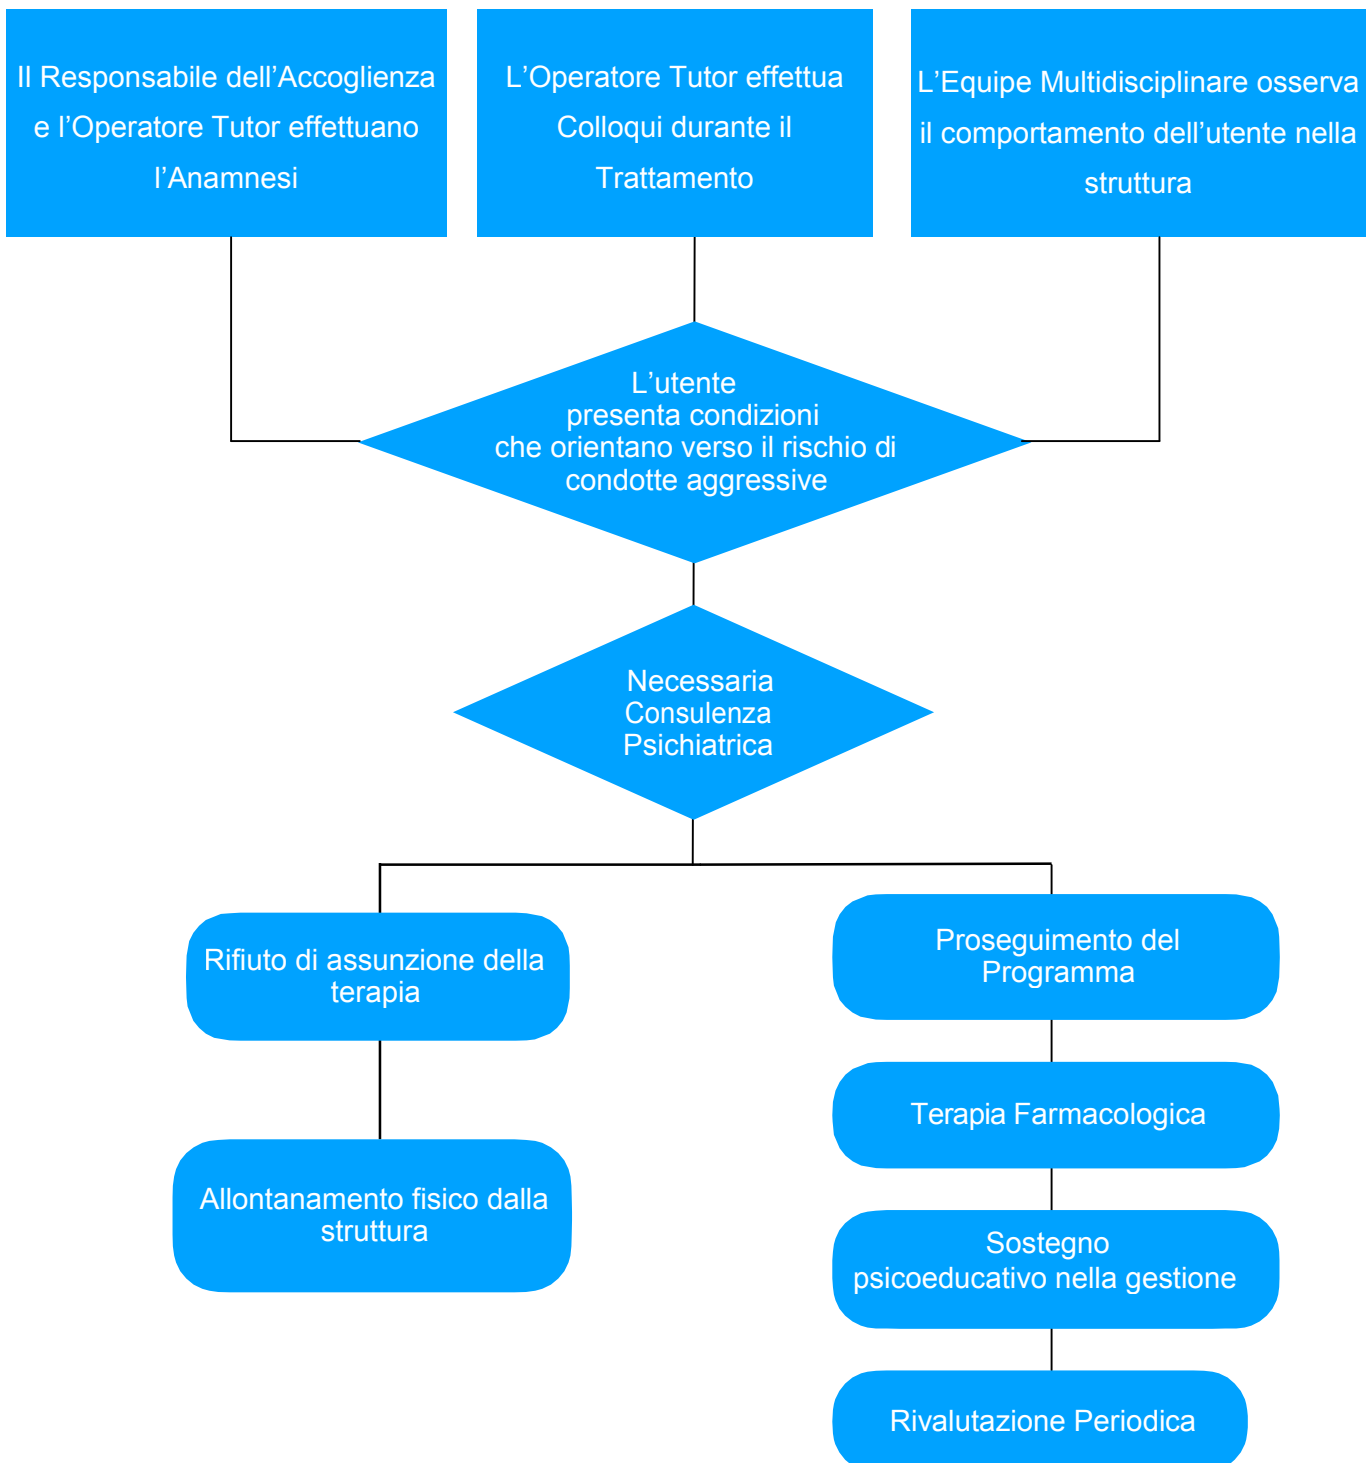 Il Responsabile dell’Accoglienza
e l’Operatore Tutor effettuano
l’Anamnesi
L’Operatore Tutor effettua
Colloqui durante il
Trattamento
L’Equipe Multidisciplinare osserva
il comportamento dell’utente nella
struttura
L’utente
presenta condizioni
che orientano verso il rischio di
condotte aggressive
Necessaria
Consulenza
Psichiatrica
Rifiuto di assunzione della
terapia
Allontanamento fisico dalla
struttura
Proseguimento del
Programma
Terapia Farmacologica
Sostegno
psicoeducativo nella gestione
Rivalutazione Periodica